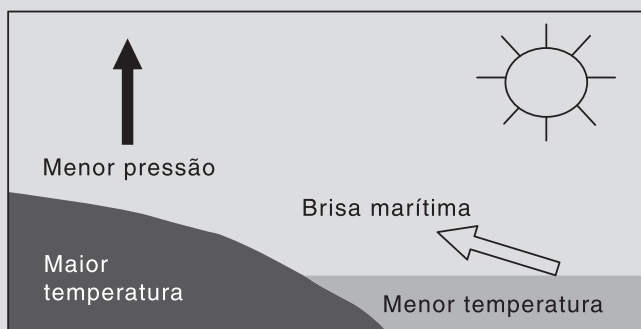 Menor pressão
Brisa marítima
Maior
temperatura
Menor temperatura